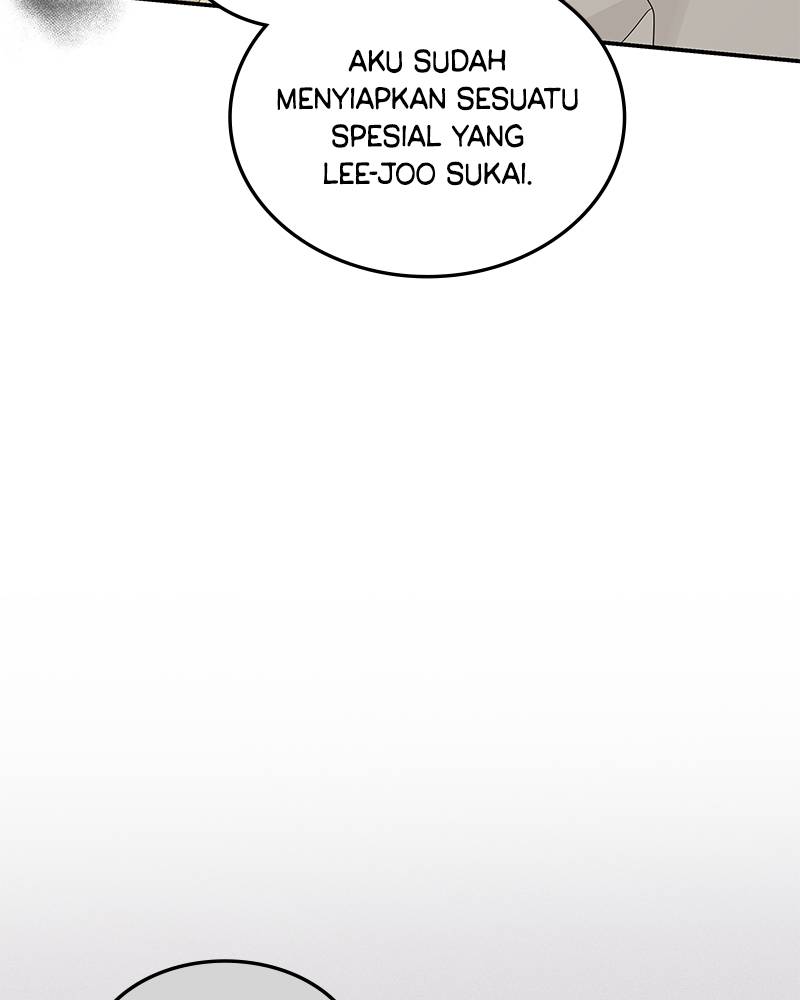 AKU SUDAH
MENYIAPKAN SESUATU
SPESIAL YANG
LEE-JOO SUKAI.